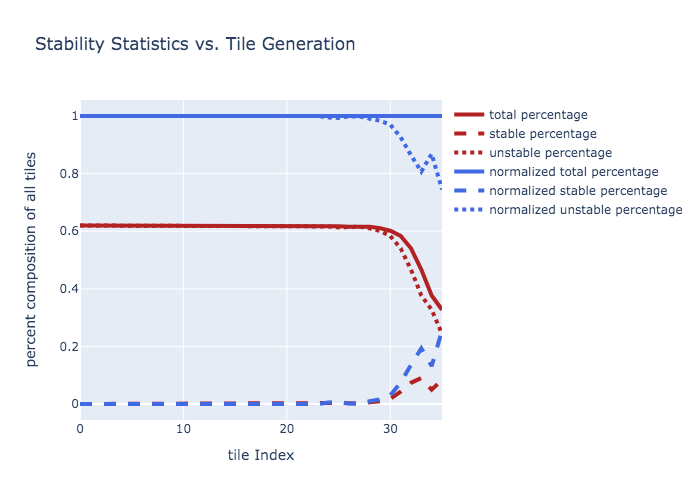 Stability Statistics vs. Tile Generation
percent composition of all tiles
1
0.8
0.6
0.4
0.2
0
0
10
20
30
tile Index
total percentage
stable percentage
unstable percentage
normalized total percentage
normalized stable percentage
normalized unstable percentage